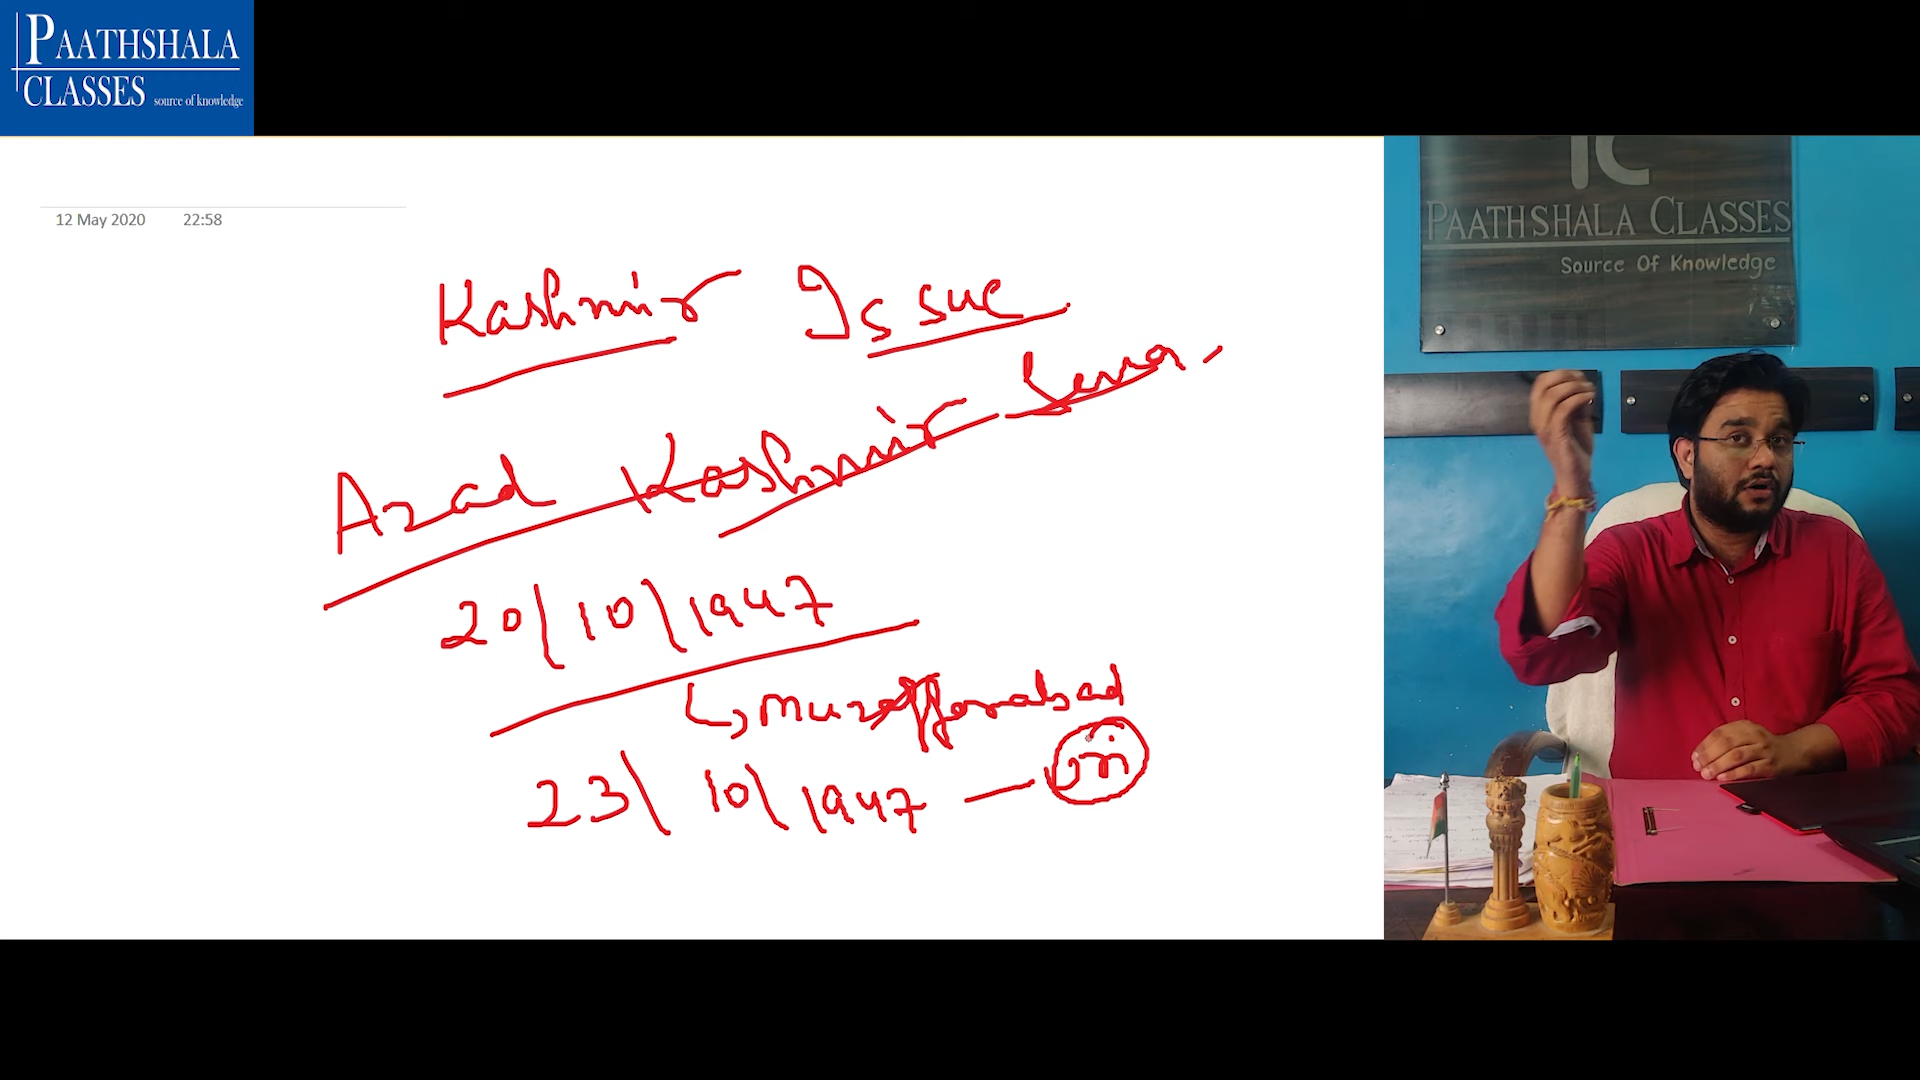 PAATHSHALA
CLASSES source of knowledge
12 May 2020 22:58
Kashmir Issue
Azad Kashmir Sena
20/10/1947
Muzafferabad
23/10/1947 —
PAATHSHALA CLASSES
Source Of Knowledge